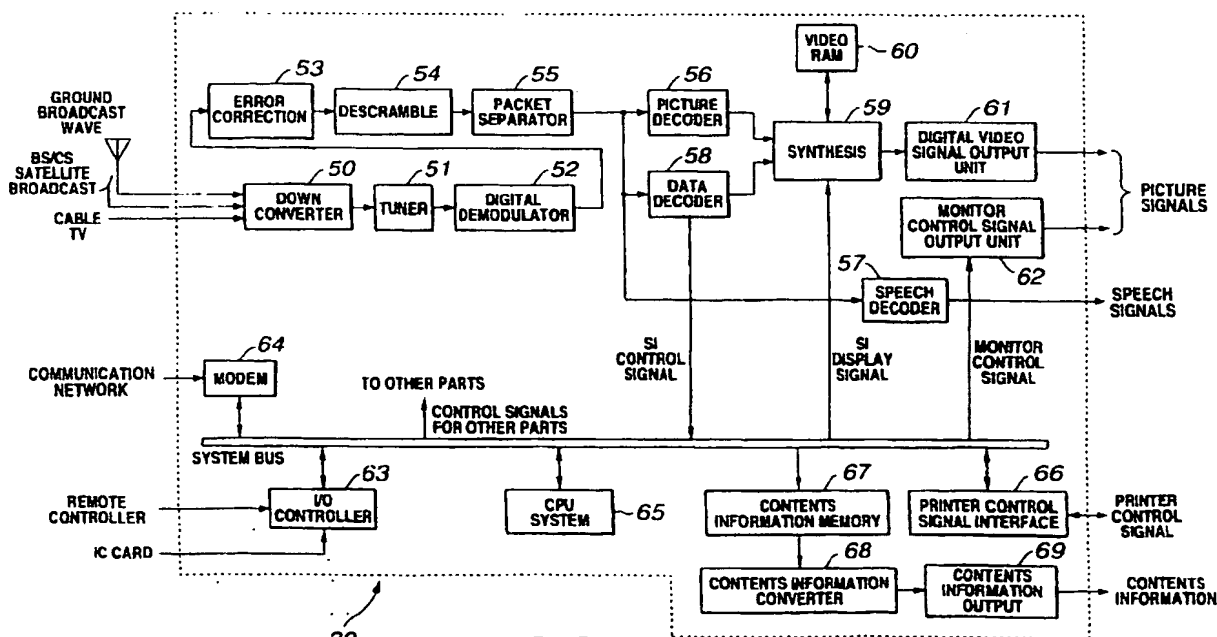 53
ERROR
CORRECTION
54
DESCRAMBLE
55
PACKET
SEPARATOR
56
PICTURE
DECODER
VIDEO
RAM
60
59
SYNTHESIS
61
DIGITAL VIDEO
SIGNAL OUTPUT
UNIT
GROUND
BROADCAST
WAVE
BS/CS
SATELLITE
BROADCAST
CABLE
TV
50
DOWN
CONVERTER
51
TUNER
52
DIGITAL
DEMODULATOR
58
DATA
DECODER
MONITOR
CONTROL SIGNAL
OUTPUT UNIT
62
PICTURE
SIGNALS
57
SPEECH
DECODER
SPEECH
SIGNALS
SI
CONTROL
SIGNAL
SI
DISPLAY
SIGNAL
MONITOR
CONTROL
SIGNAL
COMMUNICATION
NETWORK
64
MODEM
TO OTHER PARTS
CONTROL SIGNALS
FOR OTHER PARTS
SYSTEM BUS
REMOTE
CONTROLLER
IC CARD
63
I/O
CONTROLLER
CPU
SYSTEM
65
67
CONTENTS
INFORMATION MEMORY
66
PRINTER CONTROL
SIGNAL INTERFACE
PRINTER
CONTROL
SIGNAL
68
CONTENTS INFORMATION
CONVERTER
69
CONTENTS
INFORMATION
OUTPUT
CONTENTS
INFORMATION